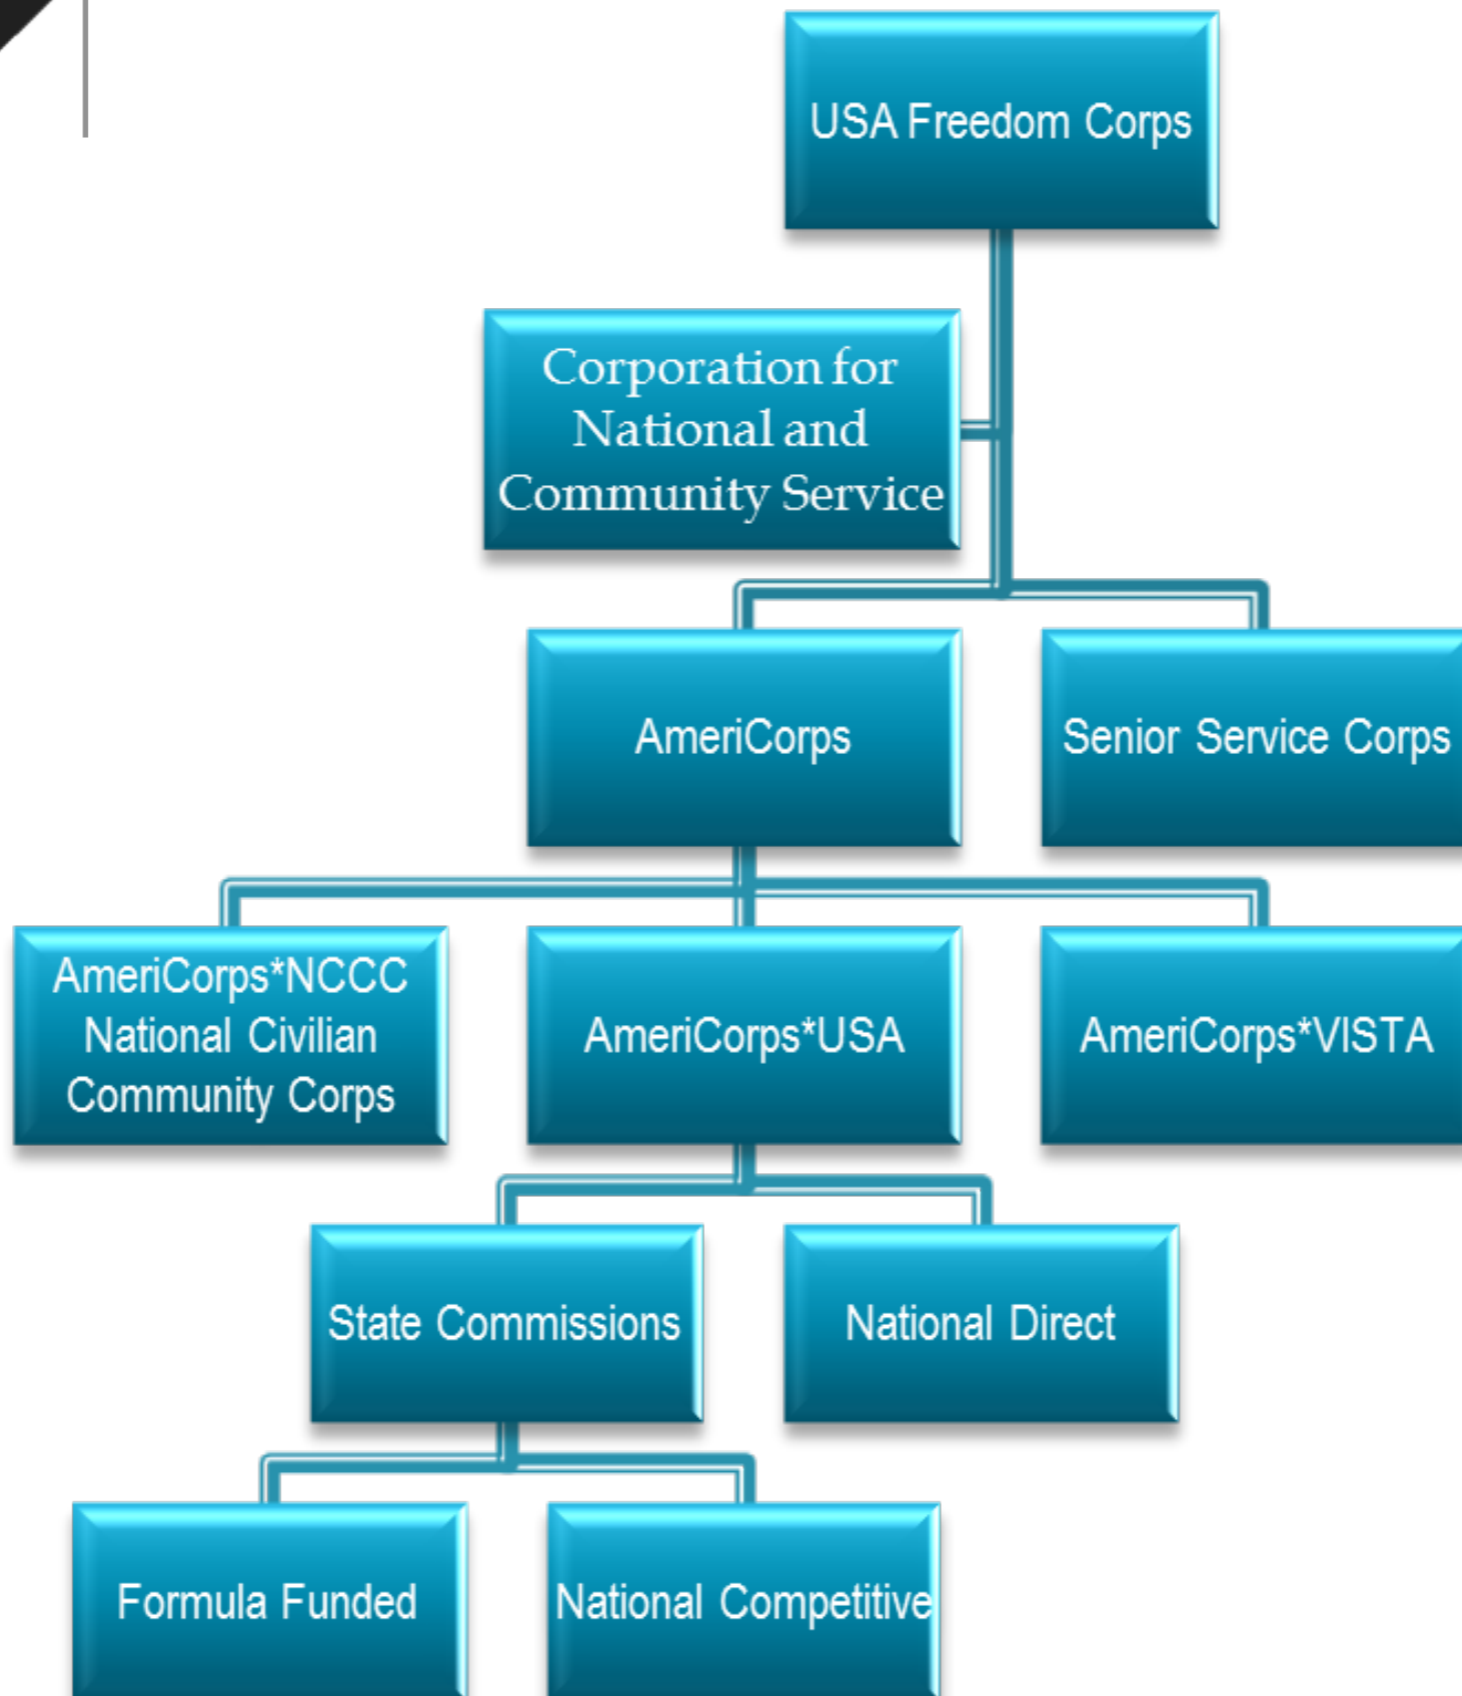 USA Freedom Corps
Corporation for
National and
Community Service
AmeriCorps
Senior Service Corps
AmeriCorps*NCCC
National Civilian
Community Corps
AmeriCorps*USA
AmeriCorps*VISTA
State Commissions
National Direct
Formula Funded
National Competitive